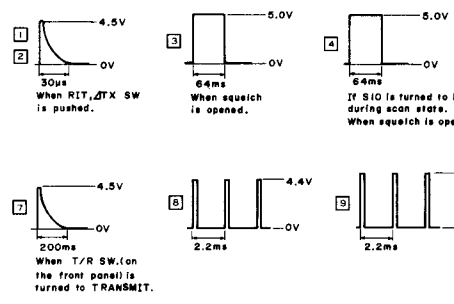 1
2
4.5V
0V
30µs
When RIT, ΔTX SW
is pushed.
3
5.0V
0V
64ms
When squelch
is opened.
4
5.0V
0V
64ms
If S10 is turned to
during scan state.
When squelch is
7
4.5V
0V
200ms
When T/R SW.(on
the front panel) is
turned to TRANSMIT.
8
4.4V
0V
2.2ms
9
2.2ms